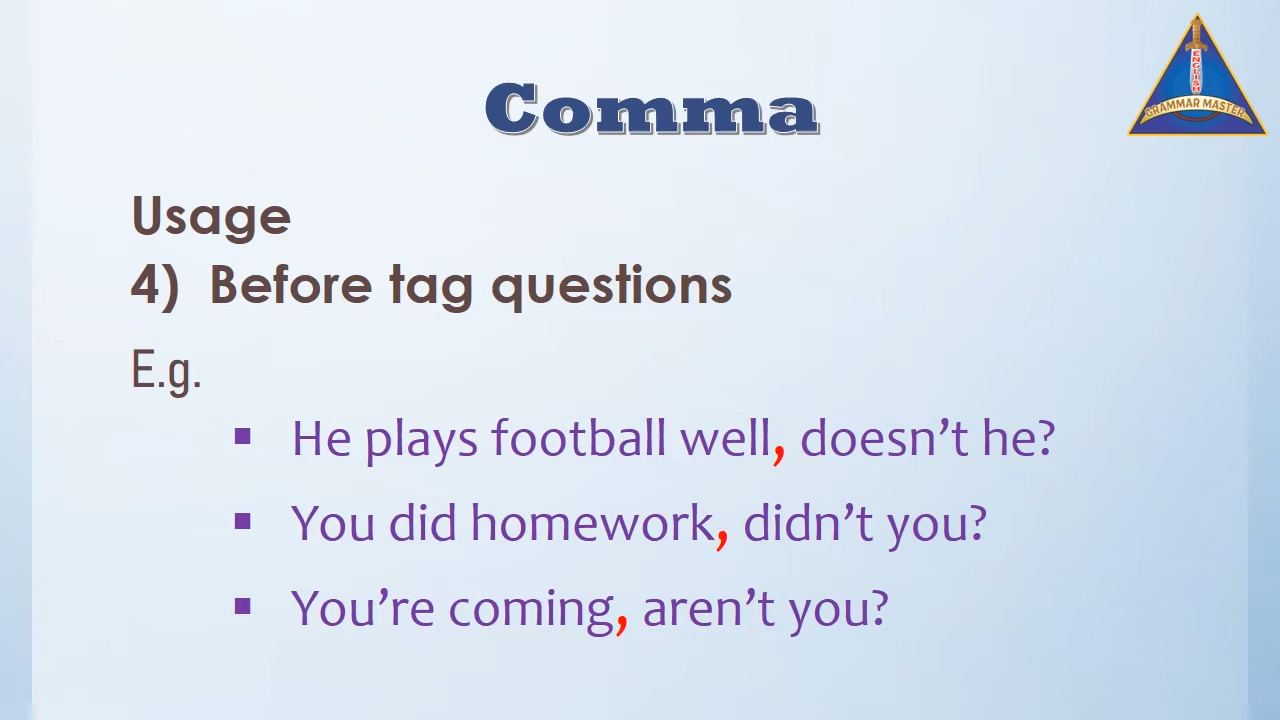 Comma
ENGLISH
GRAMMAR MASTER
Usage
4) Before tag questions
E.g.
▪ He plays football well, doesn’t he?
▪ You did homework, didn’t you?
▪ You’re coming, aren’t you?